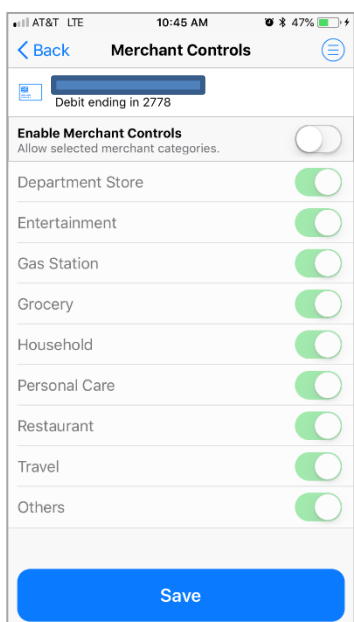 AT&T LTE 10:45 AM 47%
Back Merchant Controls
Debit ending in 2778
Enable Merchant Controls
Allow selected merchant categories.
Department Store
Entertainment
Gas Station
Grocery
Household
Personal Care
Restaurant
Travel
Others
Save